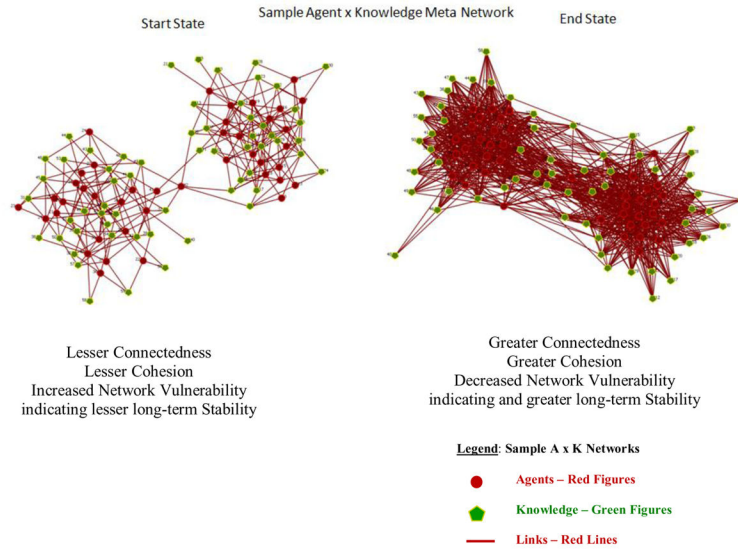 Sample Agent x Knowledge Meta Network
Start State
End State
Lesser Connectedness
Lesser Cohesion
Increased Network Vulnerability
indicating lesser long-term Stability
Greater Connectedness
Greater Cohesion
Decreased Network Vulnerability
indicating and greater long-term Stability
Legend: Sample A x K Networks
Agents – Red Figures
Knowledge – Green Figures
Links – Red Lines